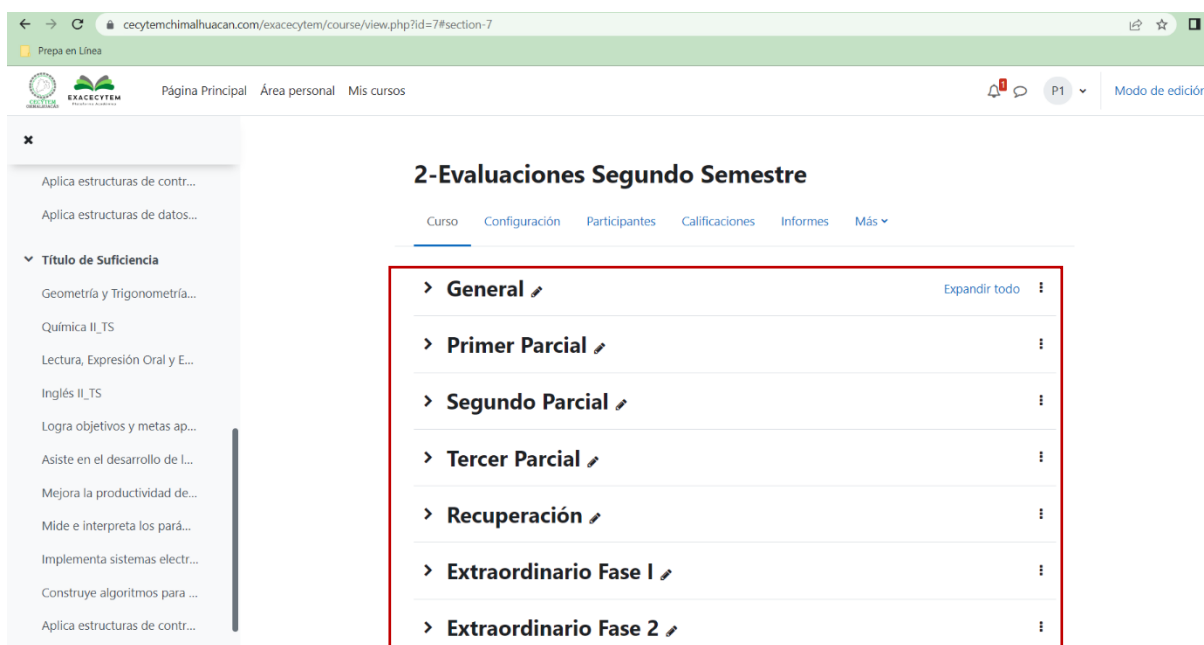 cecytemchimalhuacan.com/exacecytem/course/view.php?id=7#section-7
Prepa en Línea
CECYTEM
EXACECYTEM
Página Principal Área personal Mis cursos
1
P1
Modo de edición
Aplica estructuras de contr...
Aplica estructuras de datos...
Título de Suficiencia
Geometría y Trigonometría...
Química II_TS
Lectura, Expresión Oral y E...
Inglés II_TS
Logra objetivos y metas ap...
Asiste en el desarrollo de l...
Mejora la productividad de...
Mide e interpreta los pará...
Implementa sistemas electr...
Construye algoritmos para ...
Aplica estructuras de contr...
2-Evaluaciones Segundo Semestre
Curso Configuración Participantes Calificaciones Informes Más
General Expandir todo
Primer Parcial
Segundo Parcial
Tercer Parcial
Recuperación
Extraordinario Fase I
Extraordinario Fase 2